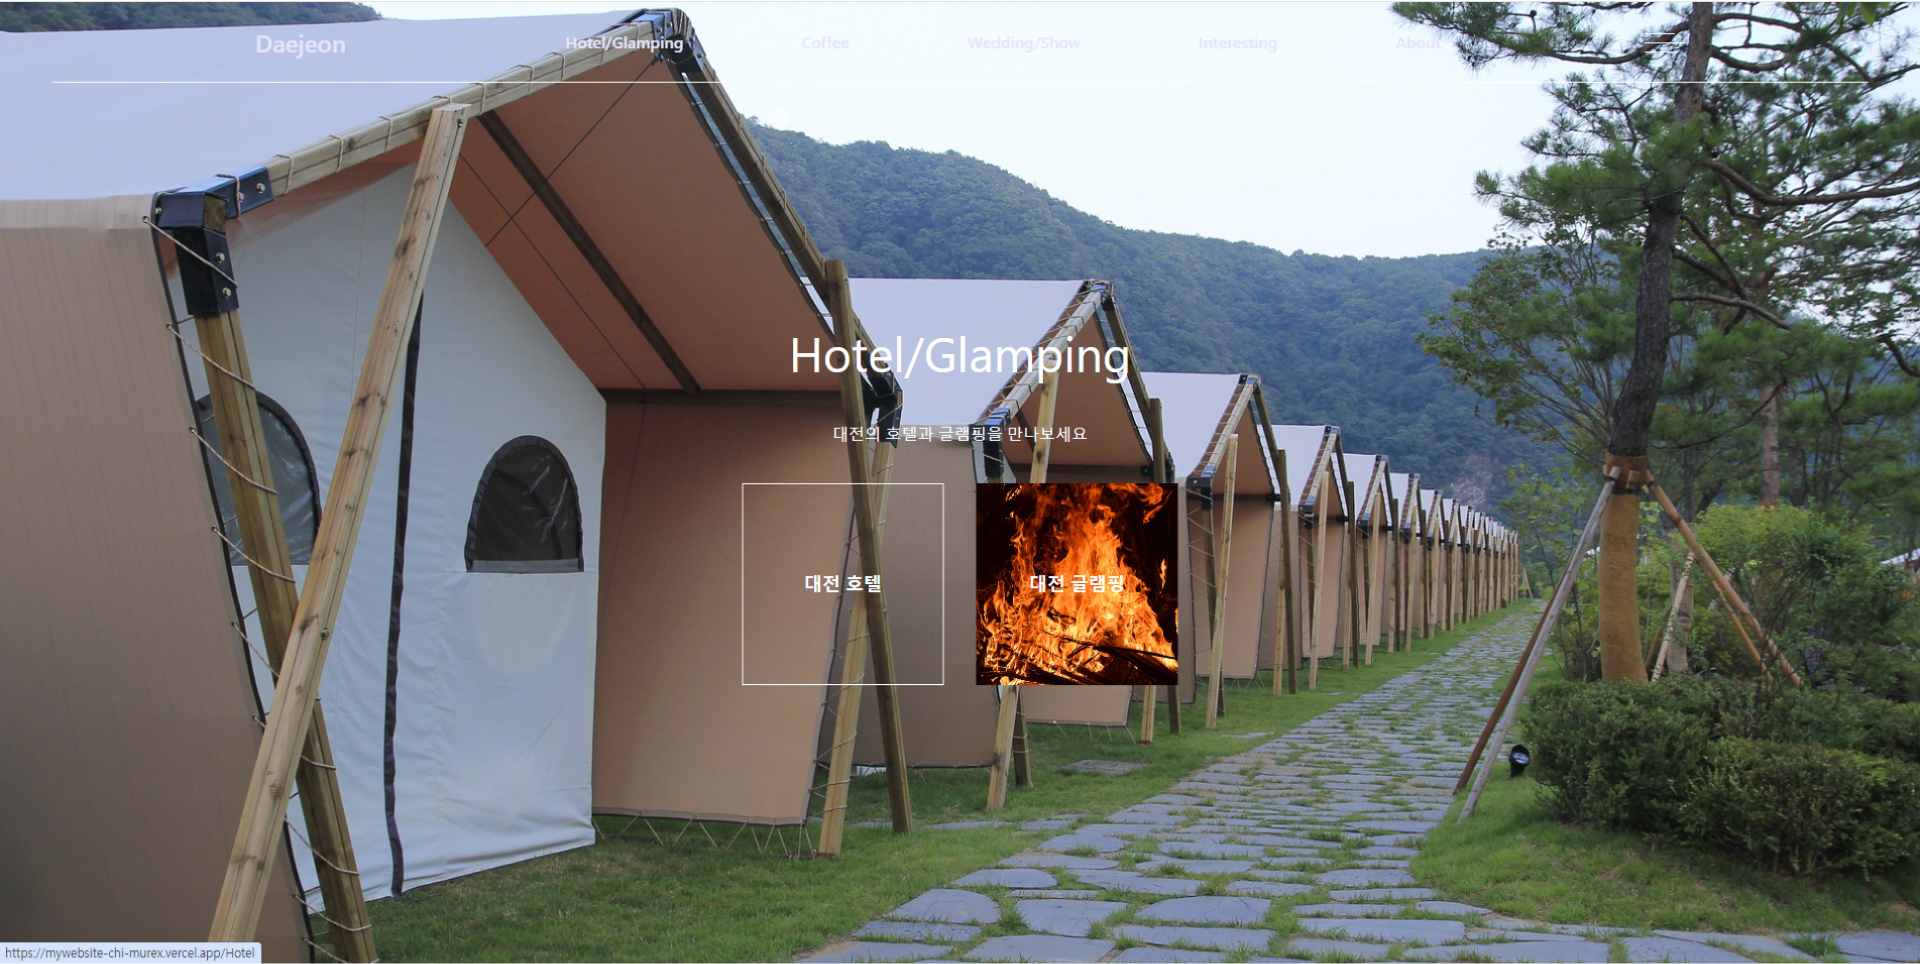 Daejeon
Hotel/Glamping
Coffee
Wedding/Show
Interesting
About
Hotel/Glamping
대전의 호텔과 글램핑을 만나보세요
대전 호텔
대전 글램핑
https://mywebsite-chi-murex.vercel.app/Hotel